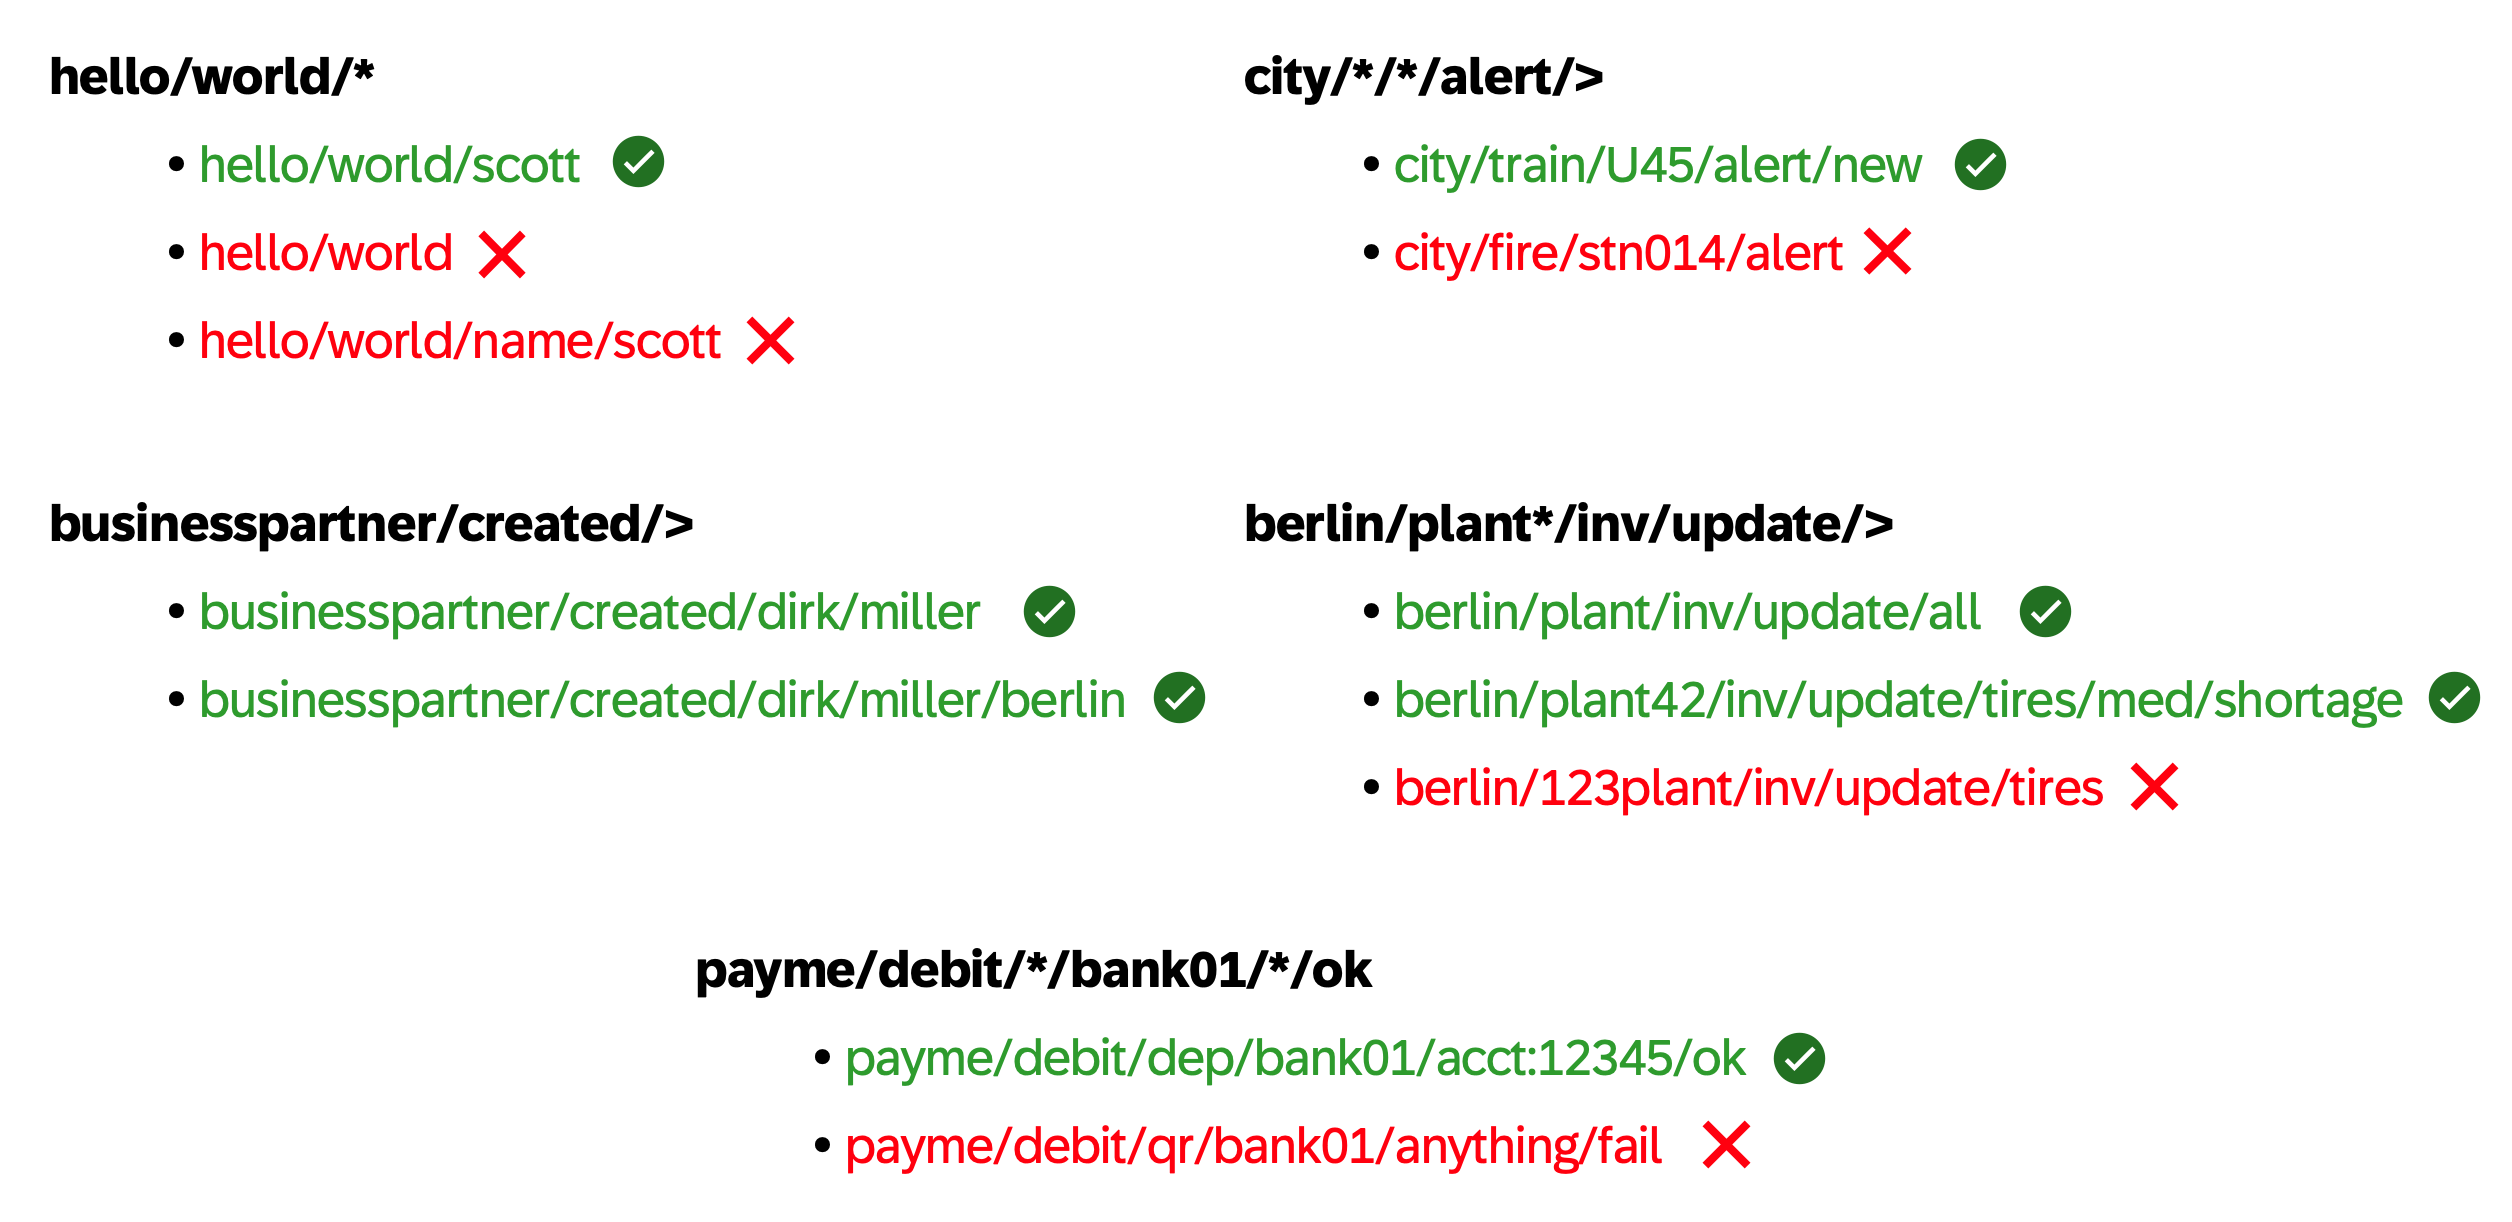 hello/world/*
• hello/world/scott
• hello/world
• hello/world/name/scott
city/*/*/alert/>
• city/train/U45/alert/new
• city/fire/stn014/alert
businesspartner/created/>
• businesspartner/created/dirk/miller
• businesspartner/created/dirk/miller/berlin
berlin/plant*/inv/update/>
• berlin/plant/inv/update/all
• berlin/plant42/inv/update/tires/med/shortage
• berlin/123plant/inv/update/tires
payme/debit/*/bank01/*/ok
• payme/debit/dep/bank01/acct:12345/ok
• payme/debit/qr/bank01/anything/fail